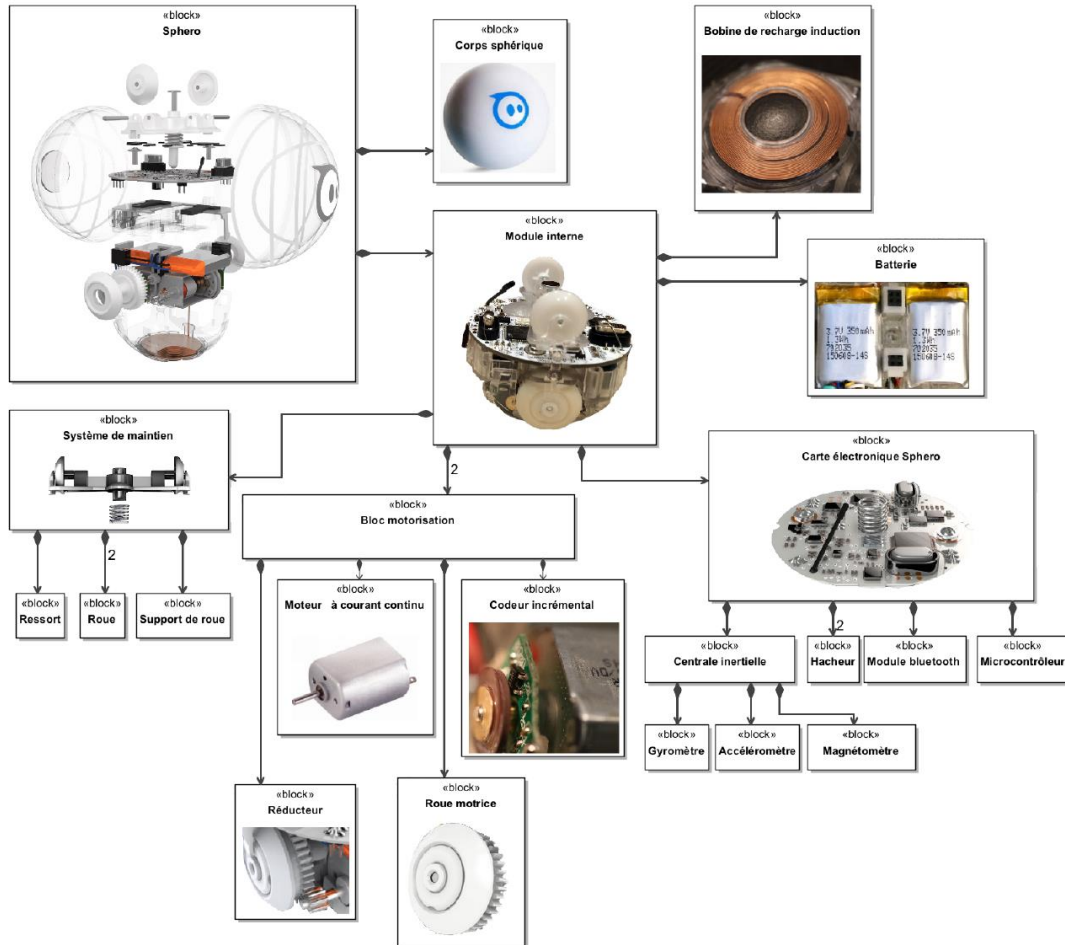 «block»
Sphero
«block»
Corps sphérique
«block»
Bobine de recharge induction
«block»
Module interne
«block»
Batterie
3.7V 350mAh
1.3Wh
702035
150608-14S
3.7V 350mAh
1.3Wh
702035
150608-14S
«block»
Système de maintien
2
«block»
Bloc motorisation
«block»
Carte électronique Sphero
2
«block»
Ressort
«block»
Roue
«block»
Support de roue
«block»
Moteur à courant continu
«block»
Codeur incrémental
2
«block»
Centrale inertielle
«block»
Hacheur
«block»
Module bluetooth
«block»
Microcontrôleur
«block»
Gyromètre
«block»
Accéléromètre
«block»
Magnétomètre
«block»
Réducteur
«block»
Roue motrice